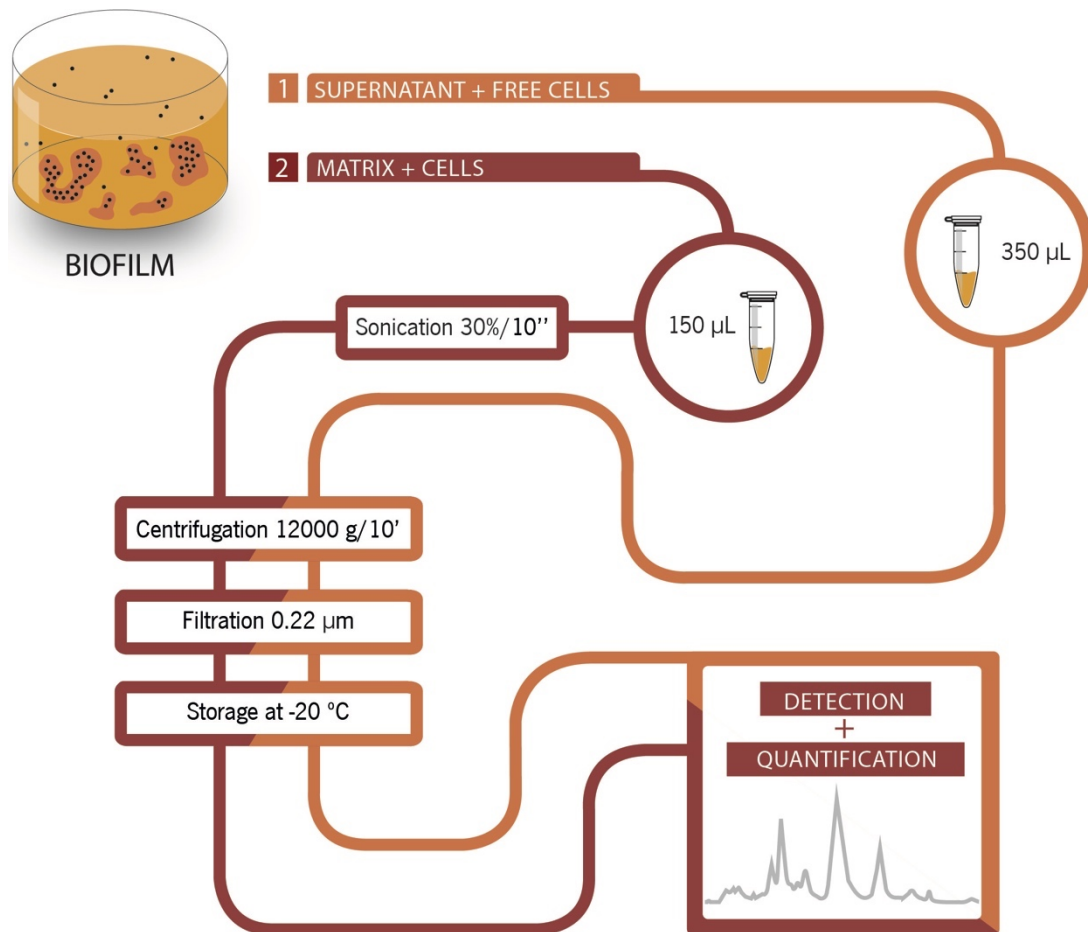 1 SUPERNATANT + FREE CELLS
2 MATRIX + CELLS
BIOFILM
350 µL
150 µL
Sonication 30%/10’’
Centrifugation 12000 g/10’
Filtration 0.22 µm
Storage at -20 ºC
DETECTION
+
QUANTIFICATION